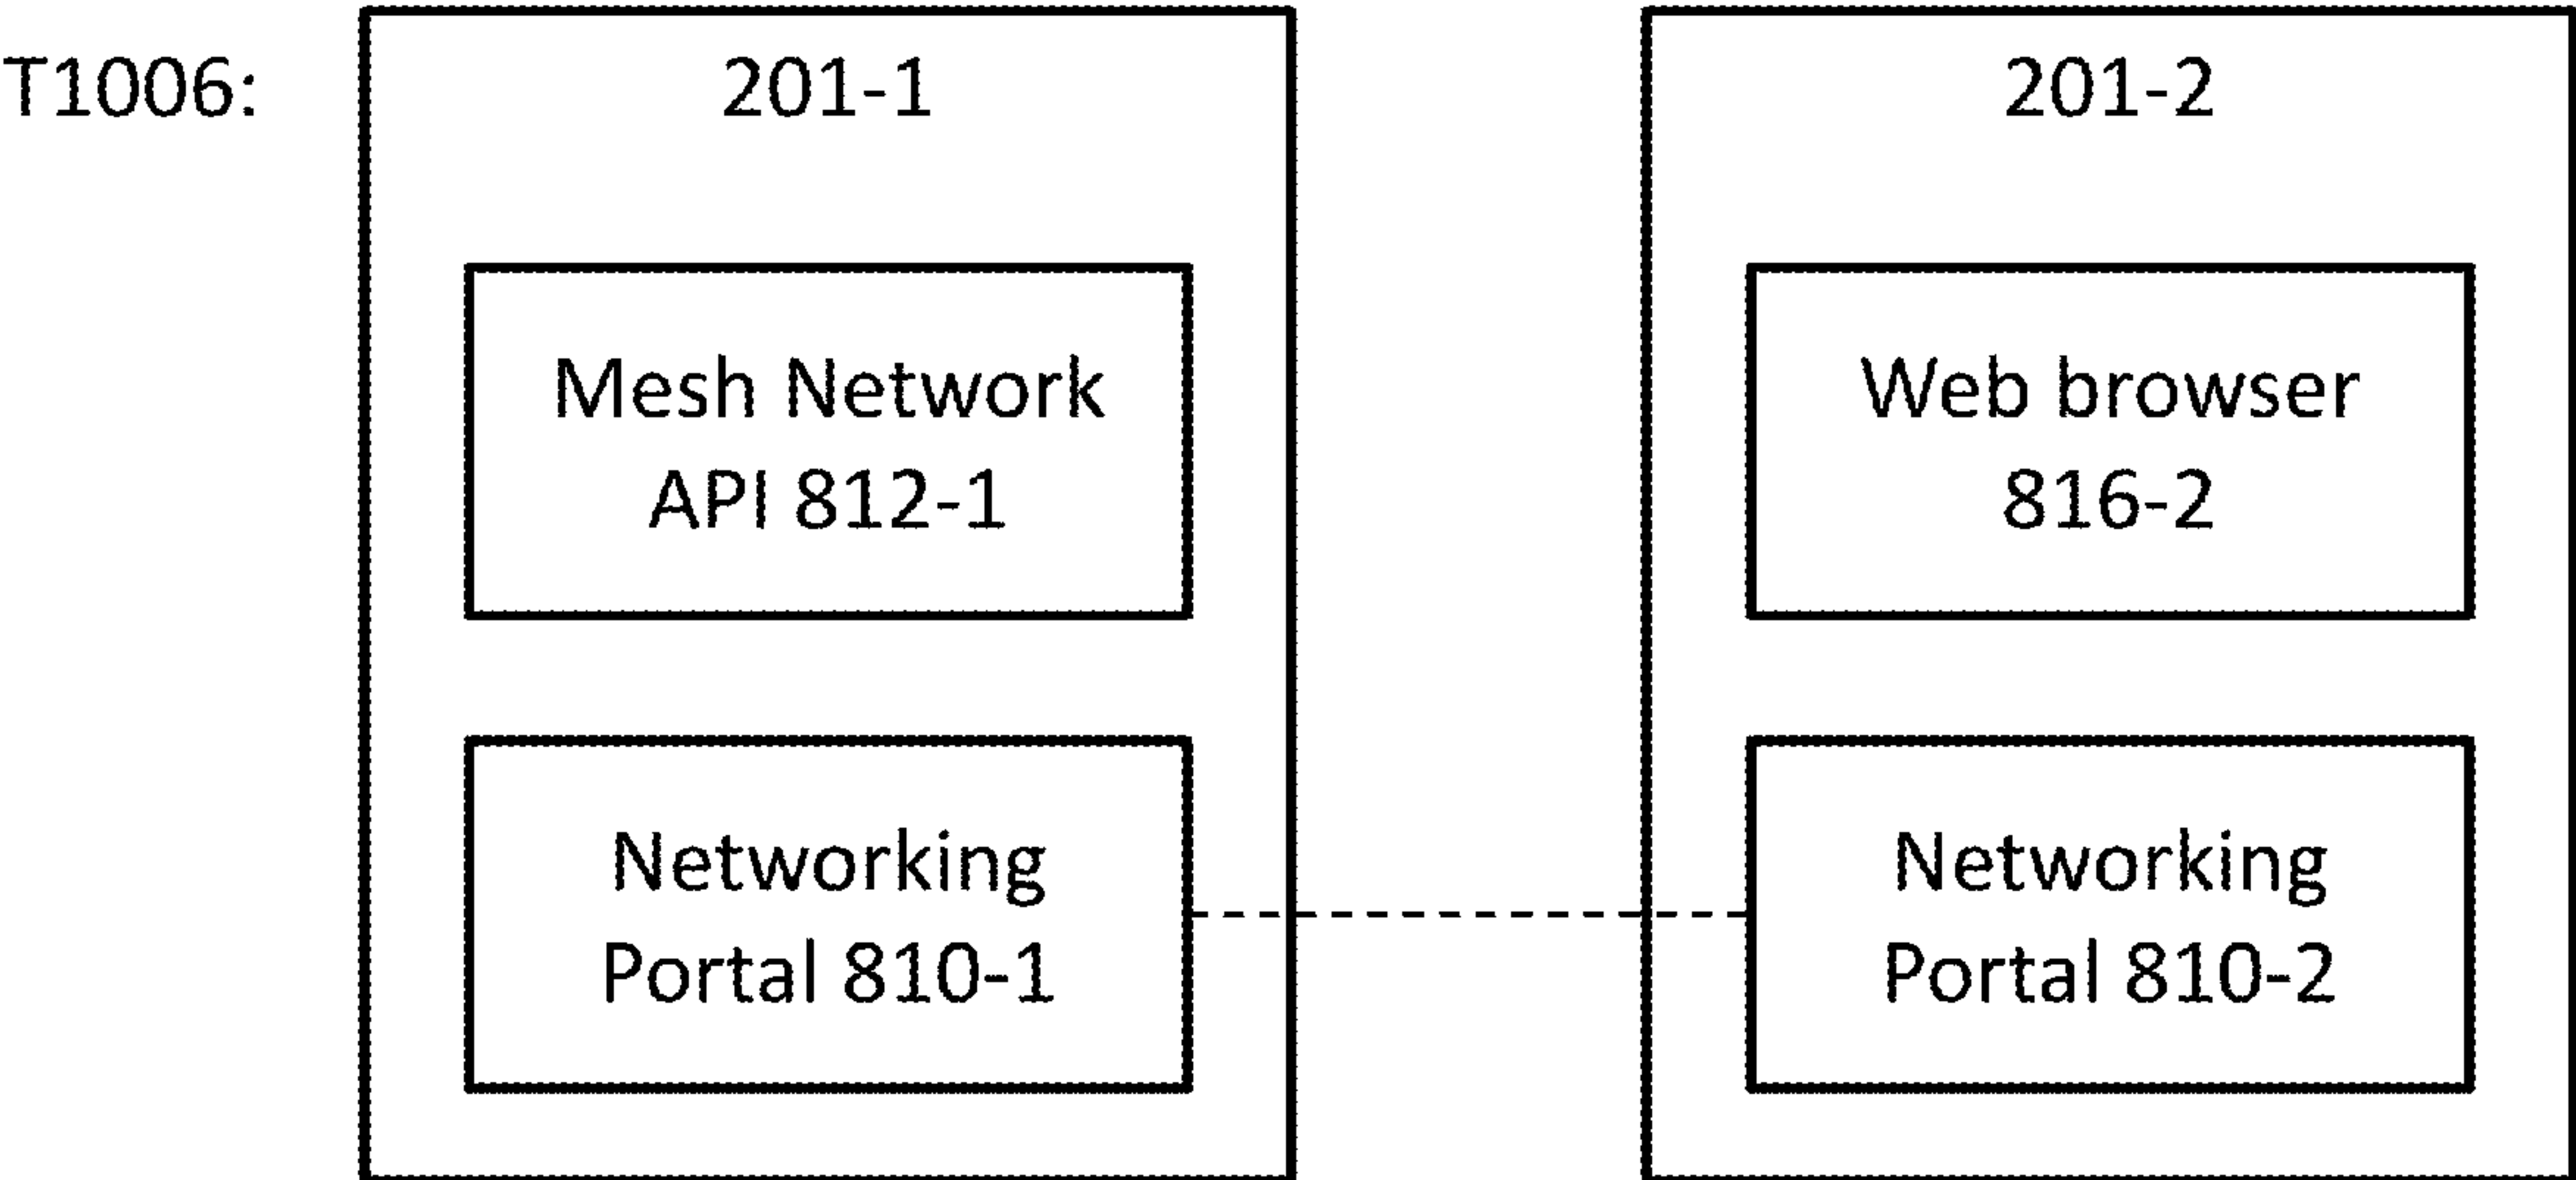 T1006:
201-1
201-2
Mesh Network
API 812-1
Web browser
816-2
Networking
Portal 810-1
Networking
Portal 810-2